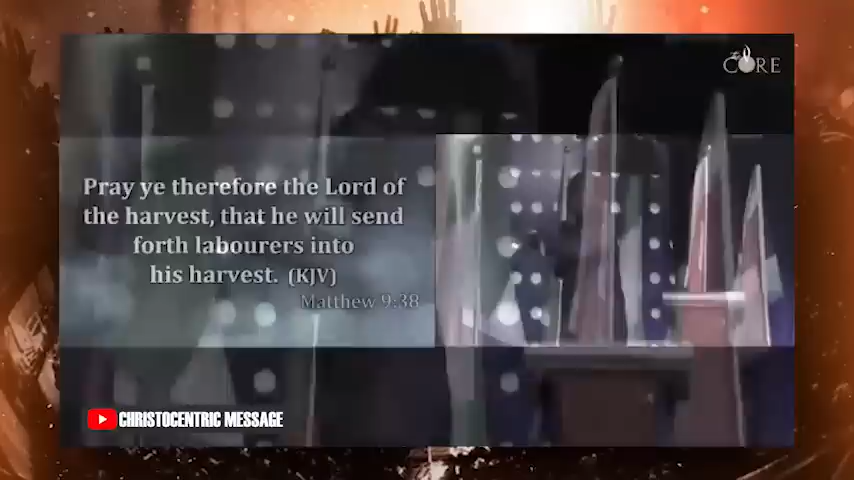 The
CORE
Pray ye therefore the Lord of
the harvest, that he will send
forth labourers into
his harvest. (KJV)
Matthew 9:38
CHRISTOCENTRIC MESSAGE